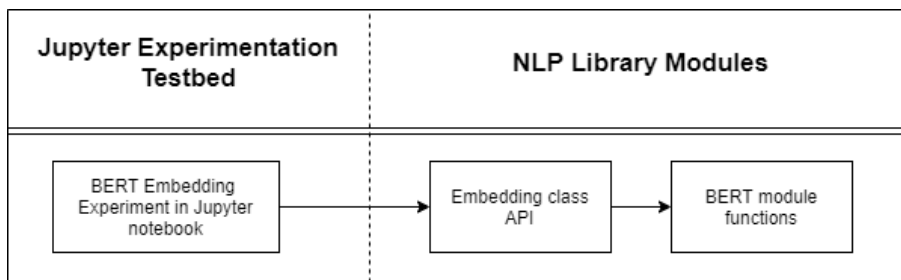 Jupyter Experimentation
Testbed
NLP Library Modules
BERT Embedding
Experiment in Jupyter
notebook
Embedding class
API
BERT module
functions